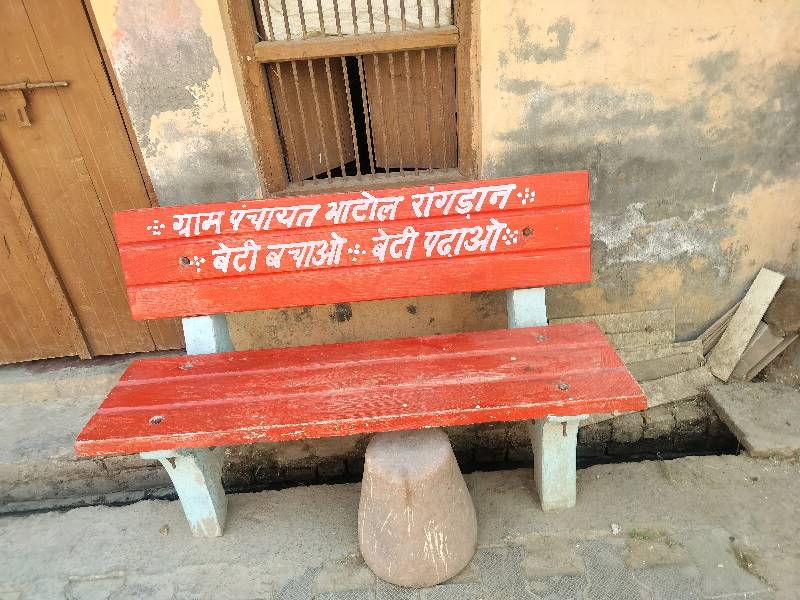 ग्राम पंचायत भाटोल रांगडान
बेटी बचाओ बेटी पढाओ